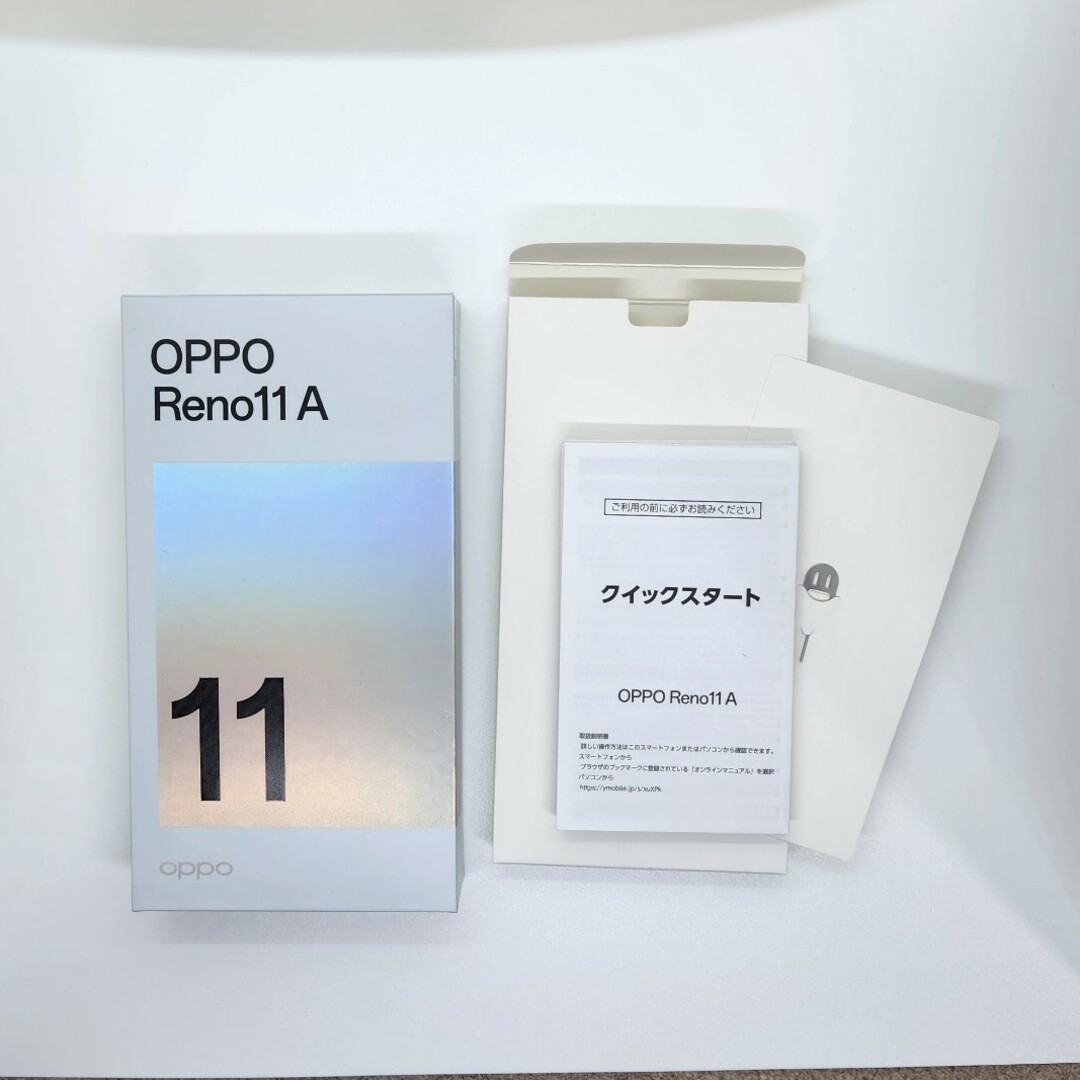 OPPO
Reno11 A
11
oppo
ご利用の前に必ずお読みください
クイックスタート
OPPO Reno11 A
取扱説明書
詳しい操作方法はこのスマートフォンまたはパソコンから確認できます。
スマートフォンから
ブラウザのブックマークに登録されている「オンラインマニュアル」を選択
パソコンから
https://ymobile.jp/s/xuXPk